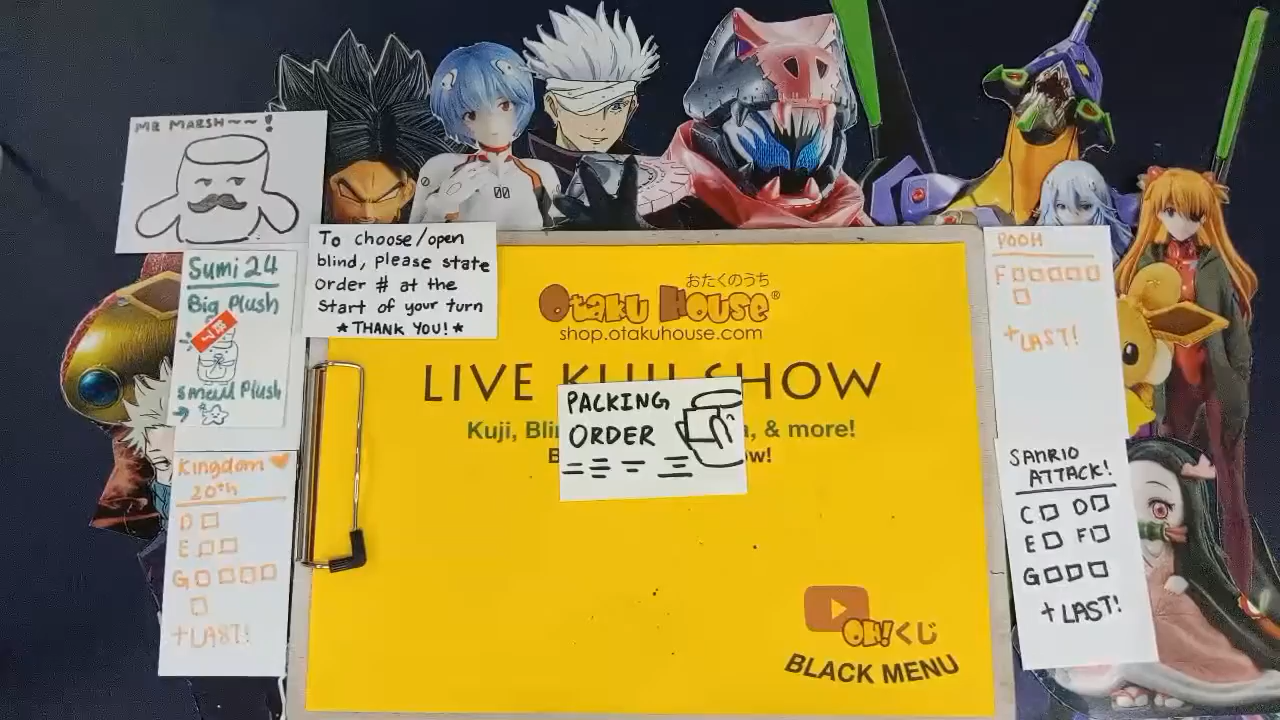 MR MARSH~~!
Sumi 24
Big Plush
small Plush
Kingdom
20th
D
E
G
+ LAST!
To choose/open
blind, please state
order # at the
start of your turn
*THANK YOU!*
00
おたくのうち
Otaku House®
shop.otakuhouse.com
LIVE KUJI SHOW
Kuji, Bli a, & more!
B ow!
PACKING
ORDER
Oh!くじ
BLACK MENU
POOH
F
+LAST!
SANRIO
ATTACK!
C D
E F
G
+ LAST!